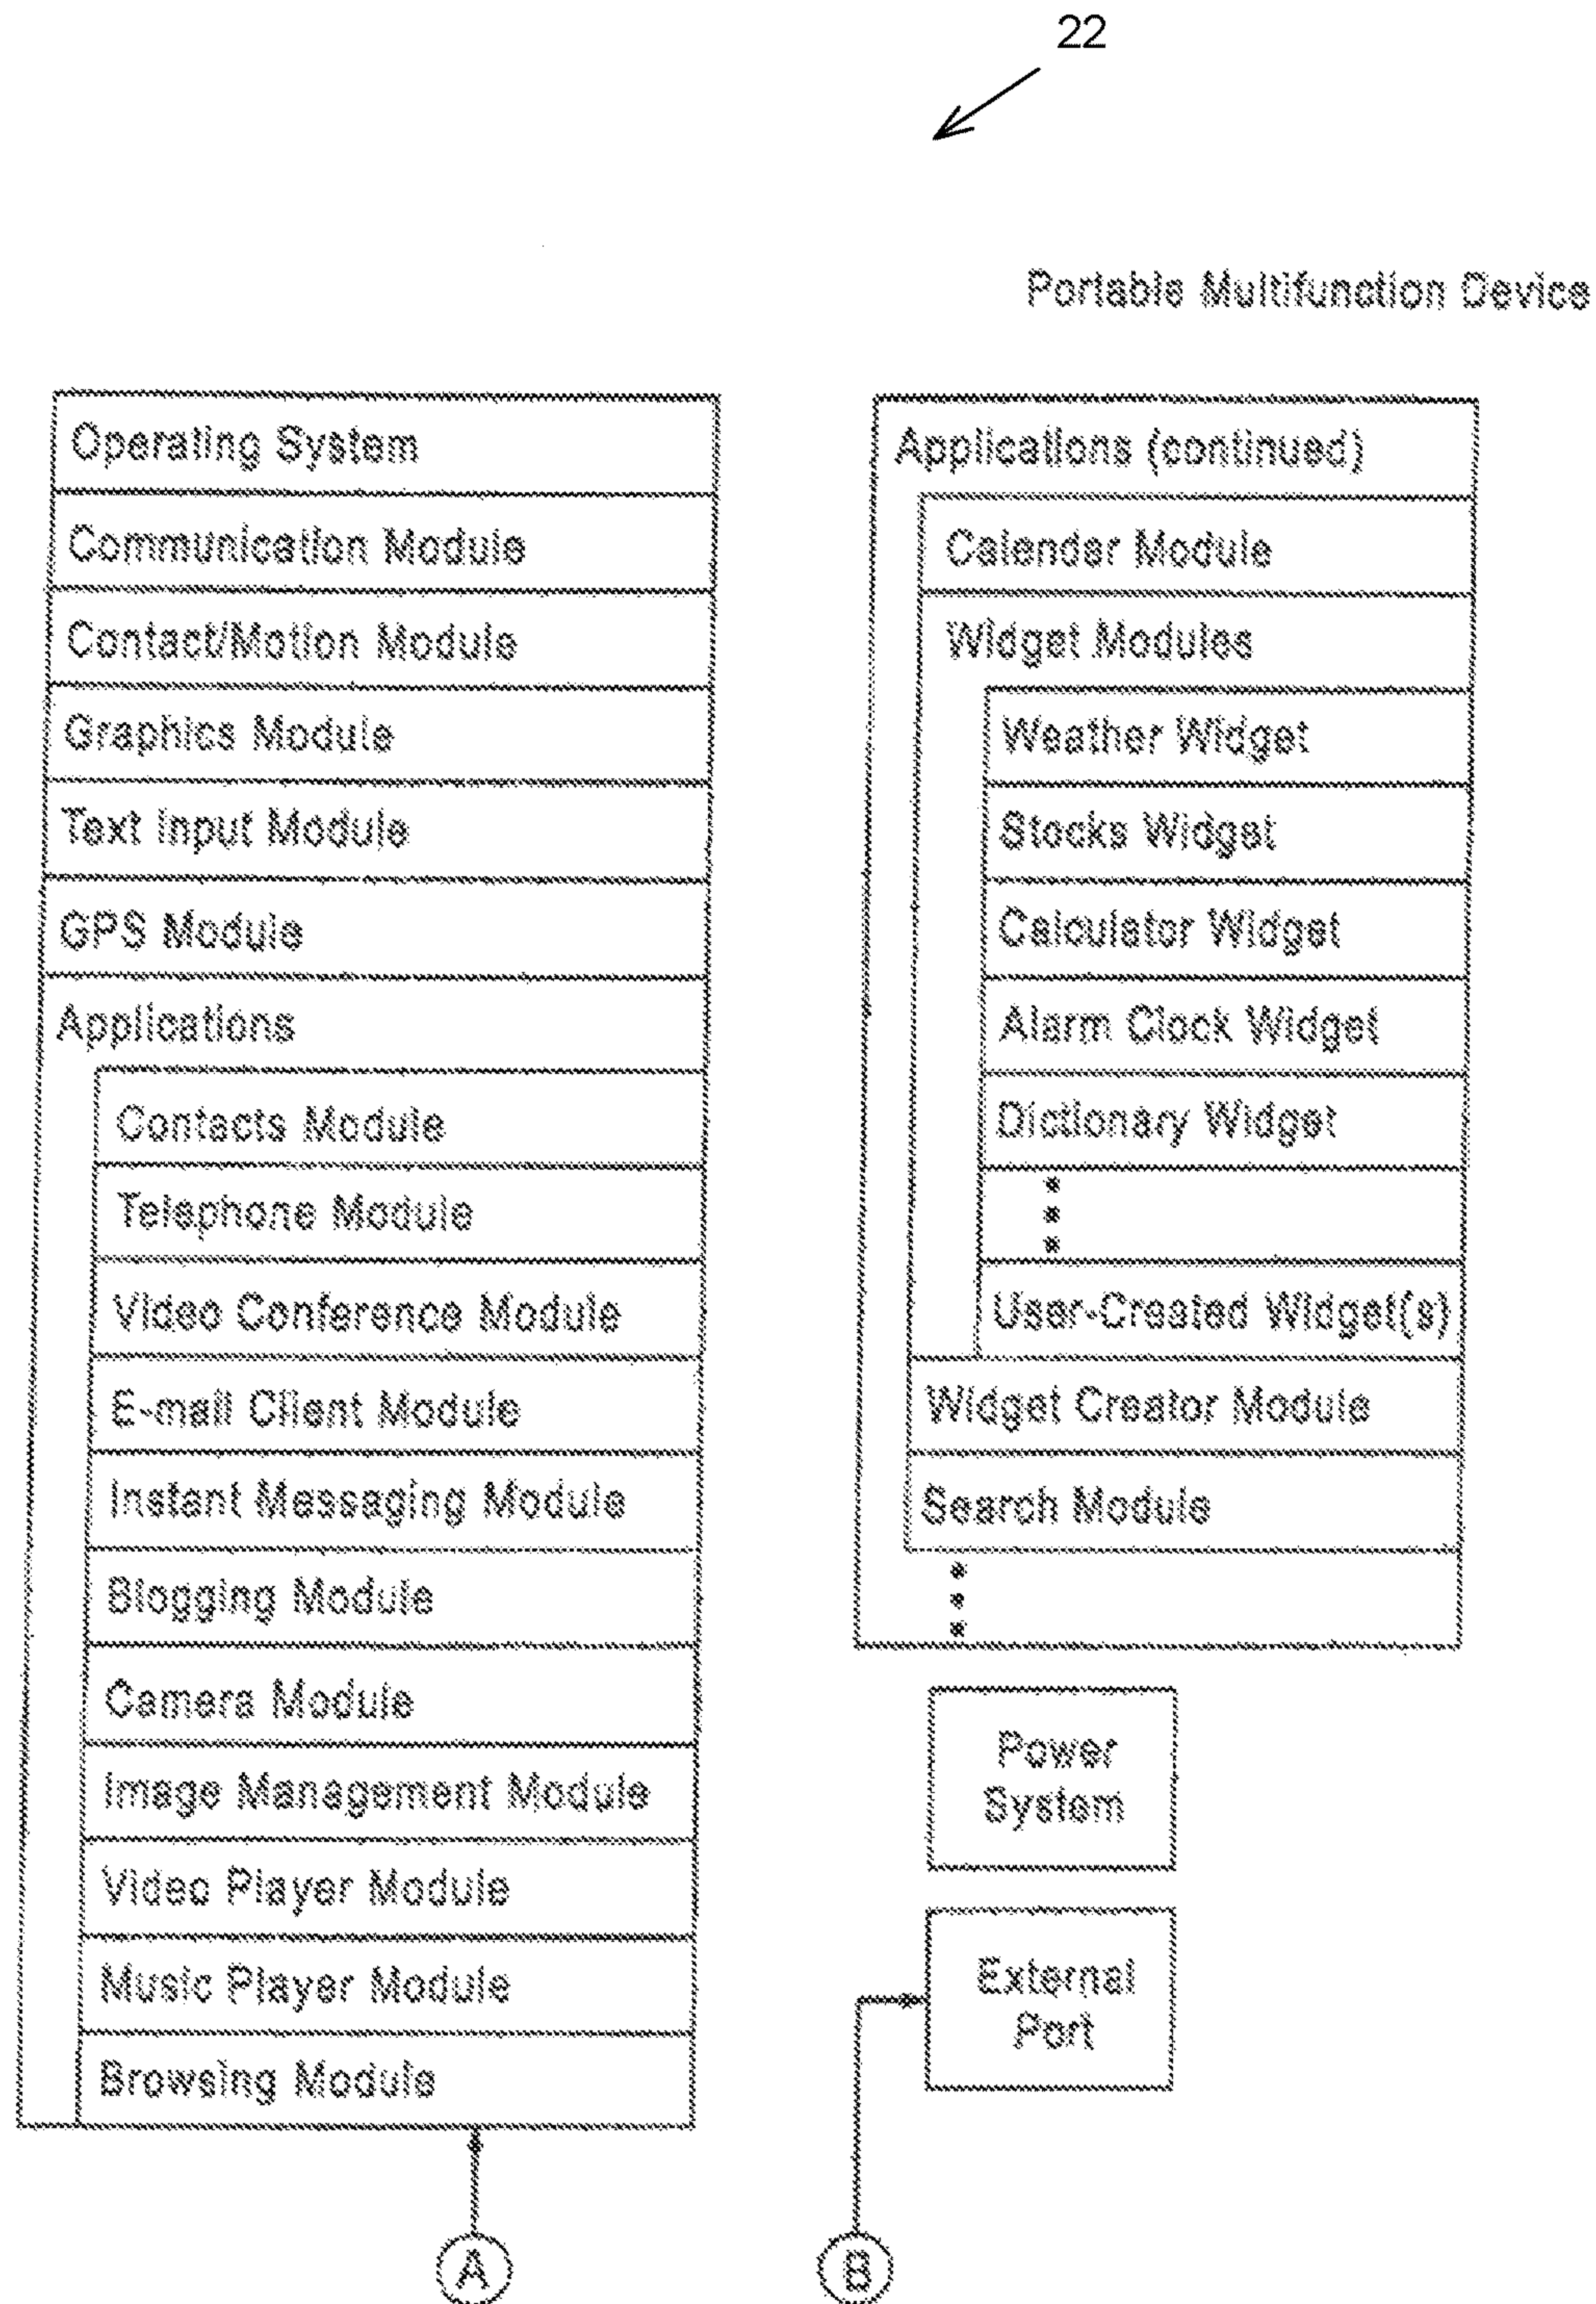 22
Portable Multifunction Device
Operating System
Communication Module
Contact/Motion Module
Graphics Module
Text Input Module
GPS Module
Applications
Contacts Module
Telephone Module
Video Conference Module
E-mail Client Module
Instant Messaging Module
Blogging Module
Camera Module
Image Management Module
Video Player Module
Music Player Module
Browsing Module
A
Applications (continued)
Calender Module
Widget Modules
Weather Widget
Stocks Widget
Calculator Widget
Alarm Clock Widget
Dictionary Widget
User-Created Widget(s)
Widget Creator Module
Search Module
Power
System
External
Port
B